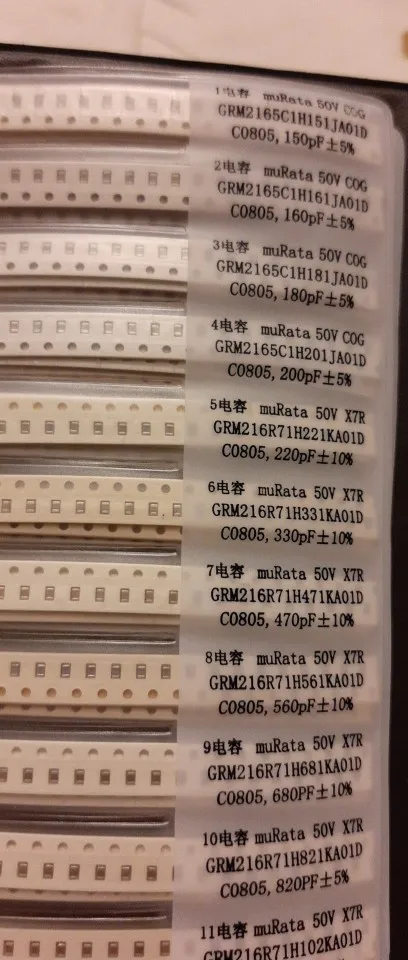 1电容 muRata 50V COG
GRM2165C1H151JA01D
C0805, 150pF±5%
2电容 muRata 50V COG
GRM2165C1H161JA01D
C0805, 160pF±5%
3电容 muRata 50V COG
GRM2165C1H181JA01D
C0805, 180pF±5%
4电容 muRata 50V COG
GRM2165C1H201JA01D
C0805, 200pF±5%
5电容 muRata 50V X7R
GRM216R71H221KA01D
C0805, 220pF±10%
6电容 muRata 50V X7R
GRM216R71H331KA01D
C0805, 330pF±10%
7电容 muRata 50V X7R
GRM216R71H471KA01D
C0805, 470pF±10%
8电容 muRata 50V X7R
GRM216R71H561KA01D
C0805, 560pF±10%
9电容 muRata 50V X7R
GRM216R71H681KA01D
C0805, 680PF±10%
10电容 muRata 50V X7R
GRM216R71H821KA01D
C0805, 820PF±5%
11电容 muRata 50V X7R
GRM216R71H102KA01D